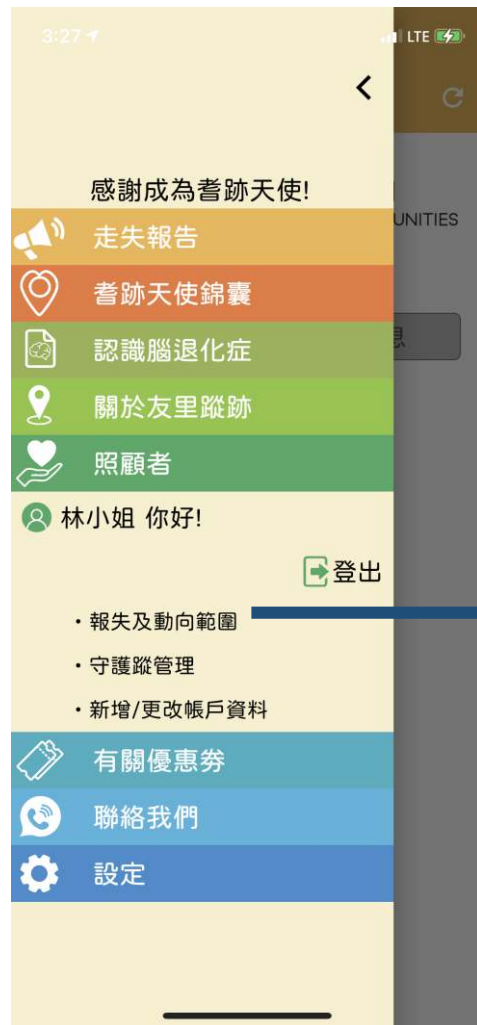 3:27
LTE
感謝成為耆跡天使!
UNITIES
走失報告
耆跡天使錦囊
息
認識腦退化症
關於友里蹤跡
照顧者
林小姐 你好!
登出
・報失及動向範圍
・守護蹤管理
・新增/更改帳戶資料
有關優惠券
聯絡我們
設定